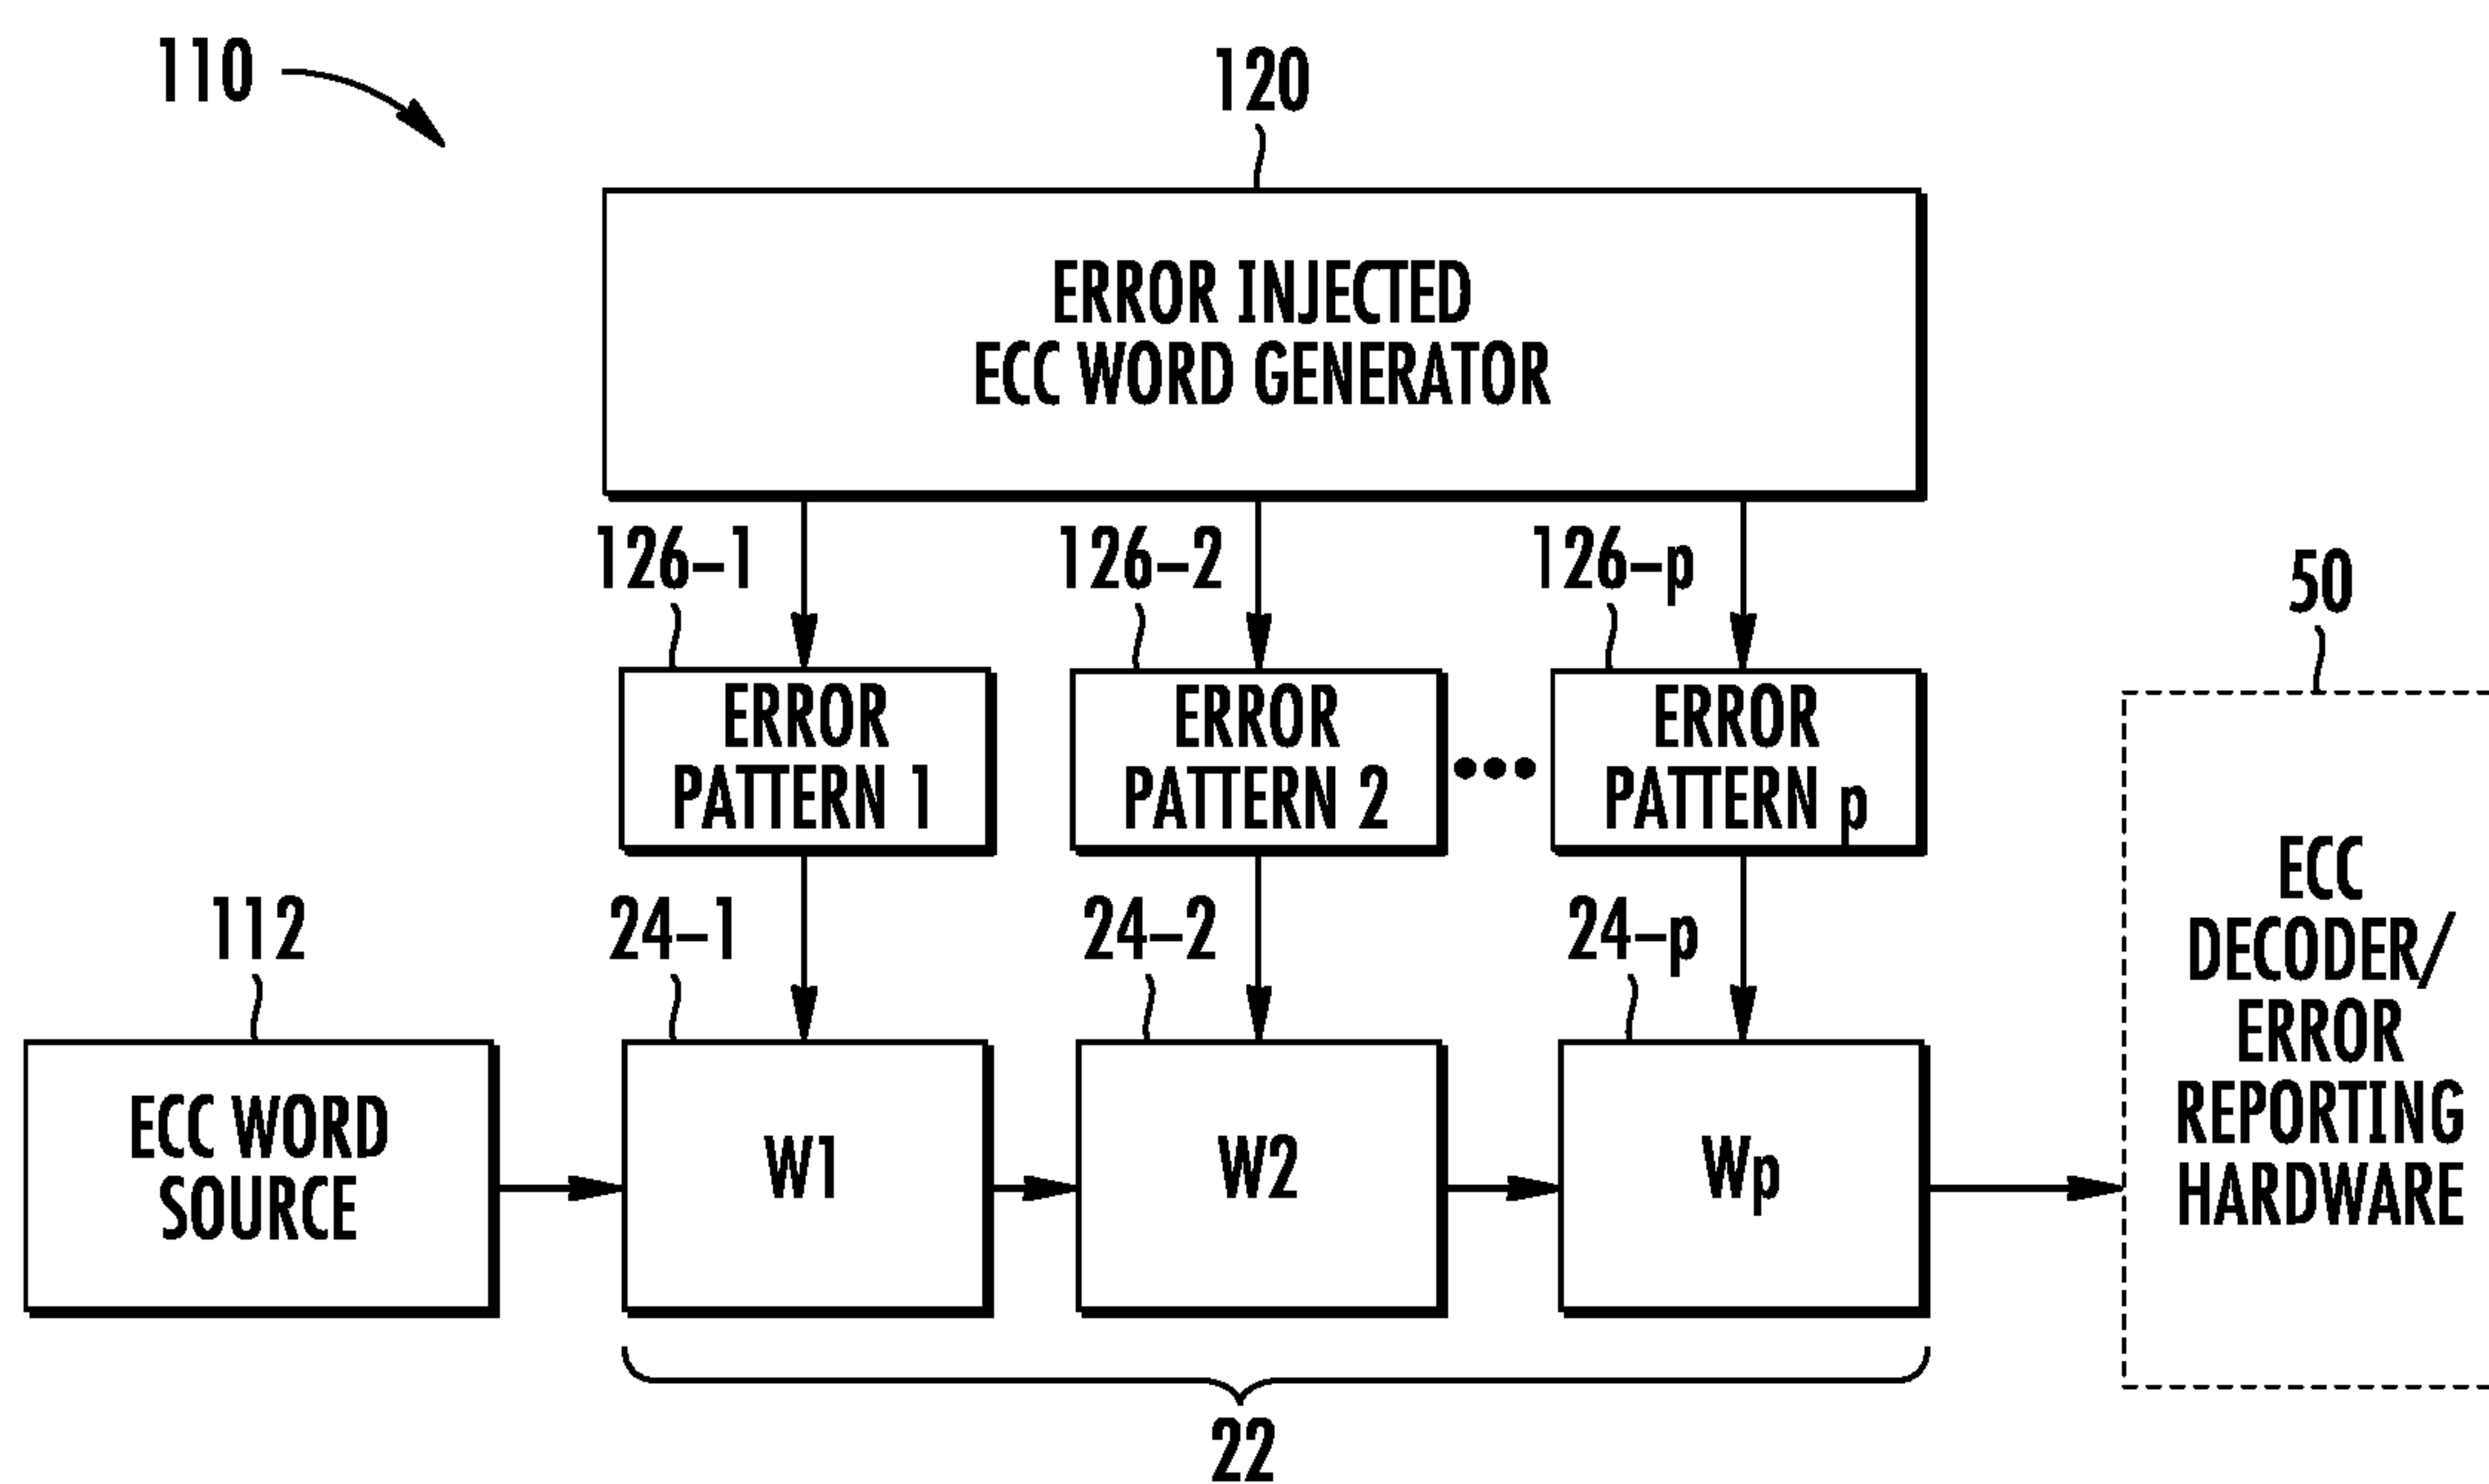 110
120
ERROR INJECTED
ECC WORD GENERATOR
126–1
126–2
126–p
50
ERROR
PATTERN 1
ERROR
PATTERN 2
ERROR
PATTERN p
112
24–1
24–2
24–p
ECC WORD
SOURCE
W1
W2
Wp
ECC
DECODER/
ERROR
REPORTING
HARDWARE
22